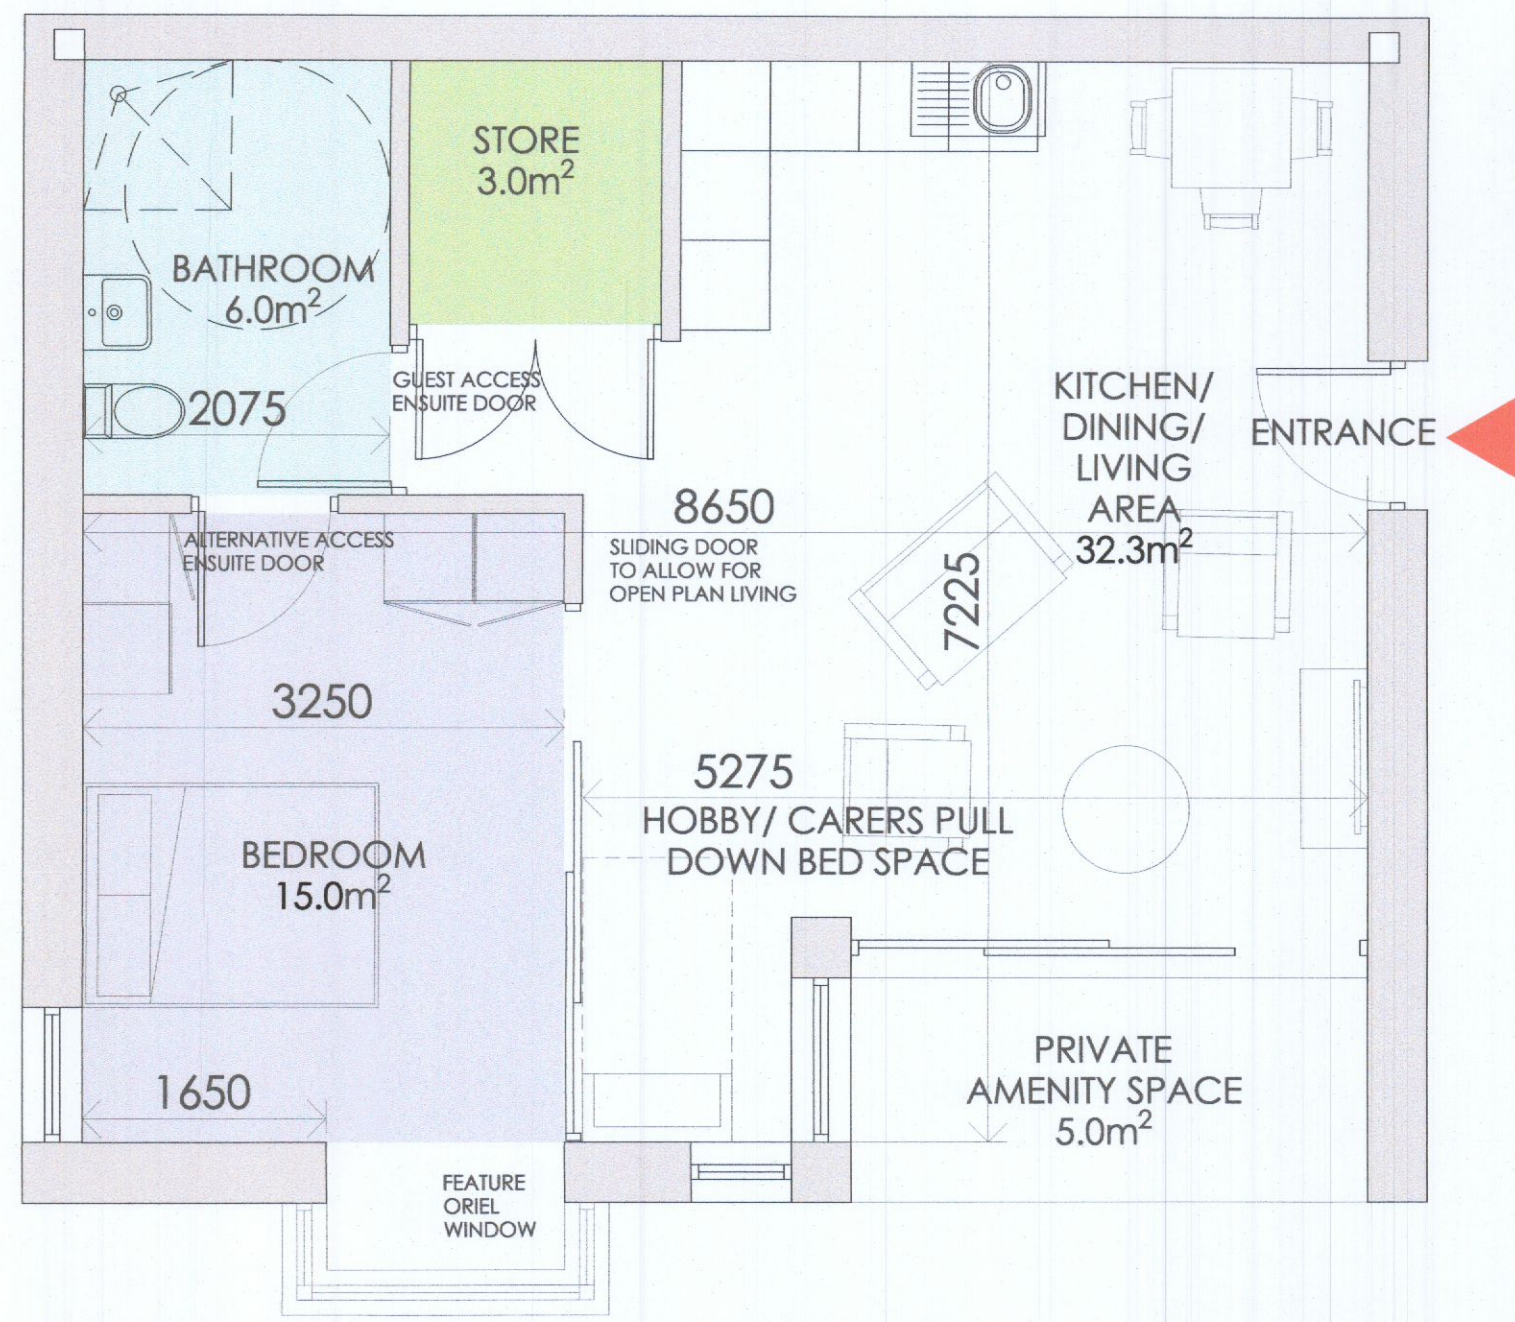 STORE
3.0m²
BATHROOM
6.0m²
GUEST ACCESS
ENSUITE DOOR
2075
KITCHEN/
DINING/
LIVING
AREA
32.3m²
ENTRANCE
8650
SLIDING DOOR
TO ALLOW FOR
OPEN PLAN LIVING
ALTERNATIVE ACCESS
ENSUITE DOOR
7225
3250
5275
HOBBY/ CARERS PULL
DOWN BED SPACE
BEDROOM
15.0m²
1650
PRIVATE
AMENITY SPACE
5.0m²
FEATURE
ORIEL
WINDOW